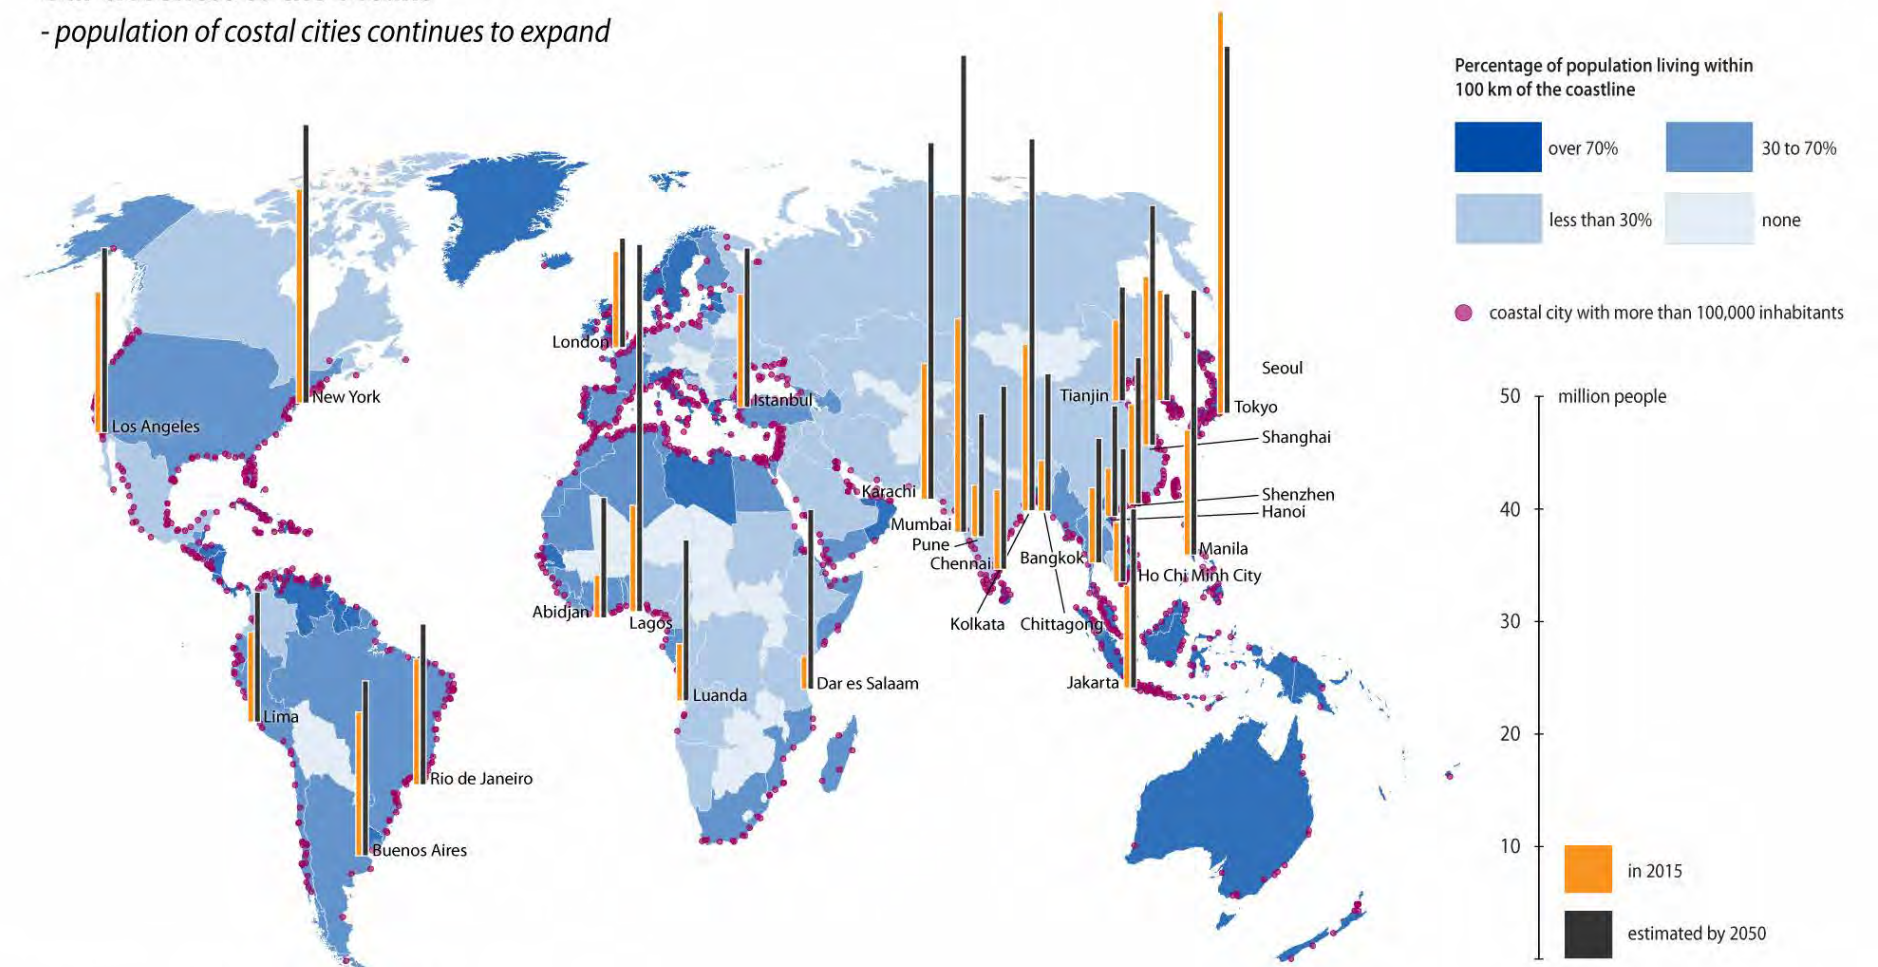 - population of costal cities continues to expand
Percentage of population living within
100 km of the coastline
over 70%
30 to 70%
less than 30%
none
coastal city with more than 100,000 inhabitants
50
million people
40
30
20
10
in 2015
estimated by 2050
London
Istanbul
New York
Los Angeles
Tianjin
Seoul
Tokyo
Shanghai
Karachi
Shenzhen
Hanoi
Mumbai
Pune
Chennai
Bangkok
Manila
Ho Chi Minh City
Abidjan
Lagos
Kolkata
Chittagong
Jakarta
Luanda
Dar es Salaam
Lima
Rio de Janeiro
Buenos Aires